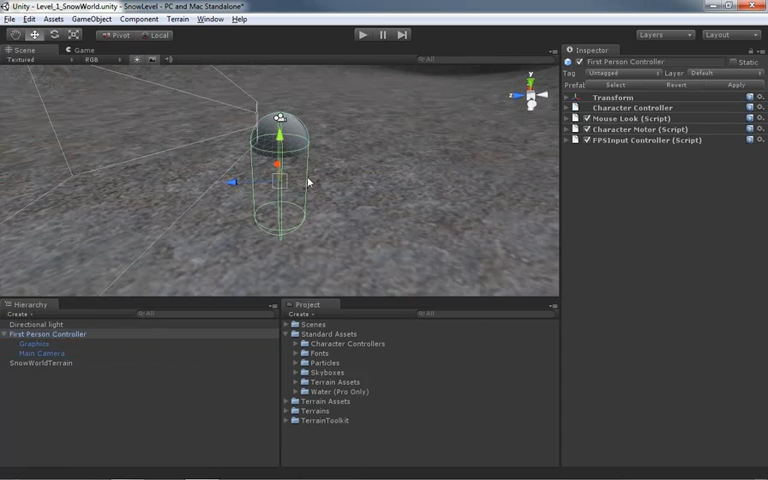 Unity - Level_1_SnowWorld.unity - SnowLevel - PC and Mac Standalone*
File Edit Assets GameObject Component Terrain Window Help
Pivot Local Layers Layout
Scene Game Inspector
Textured RGB All First Person Controller Static
Tag Untagged Layer Default
Prefab Select Revert Apply
Transform
Character Controller
Mouse Look (Script)
Character Motor (Script)
FPSInput Controller (Script)
y
z
Hierarchy
Create All
Directional light
First Person Controller
Graphics
Main Camera
SnowWorldTerrain
Project
Create All
Scenes
Standard Assets
Character Controllers
Fonts
Particles
Skyboxes
Terrain Assets
Water (Pro Only)
Terrain Assets
Terrains
TerrainToolkit